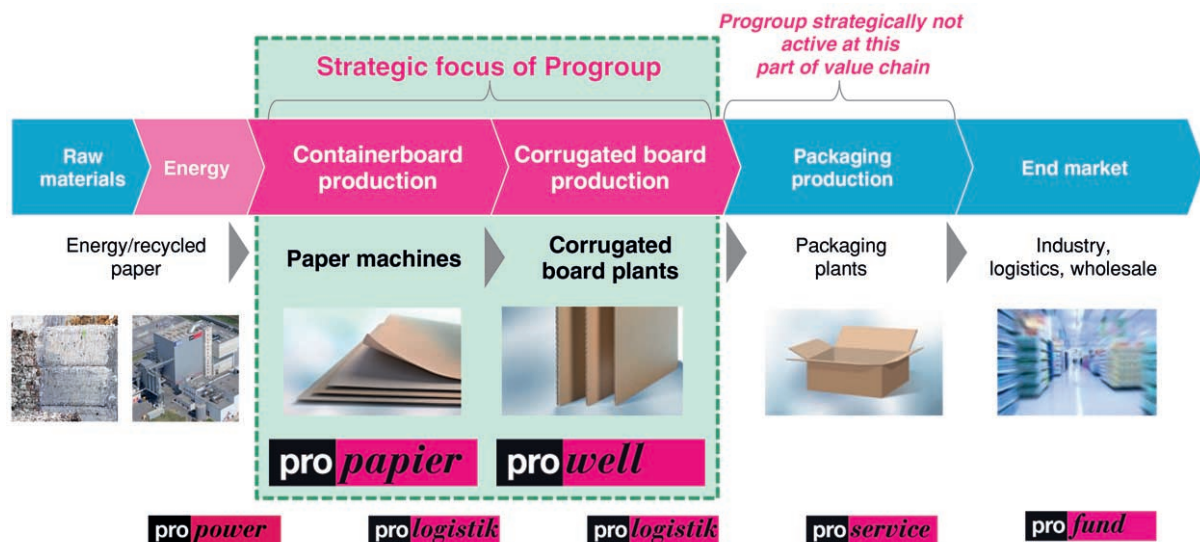 Progroup strategically not
active at this
part of value chain
Strategic focus of Progroup
Raw
materials
Energy
Containerboard
production
Corrugated board
production
Packaging
production
End market
Energy/recycled
paper
Paper machines
Corrugated
board plants
Packaging
plants
Industry,
logistics, wholesale
pro papier
pro well
pro power
pro logistik
pro logistik
pro service
pro fund